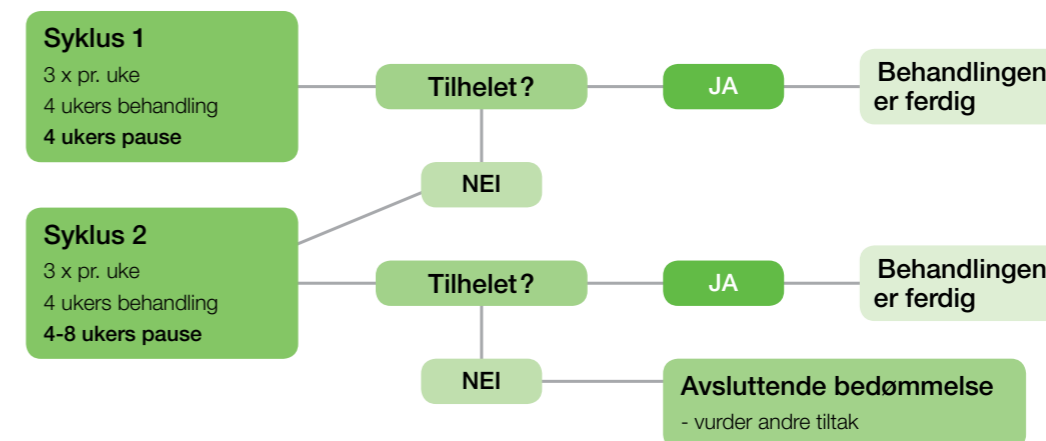 Syklus 1
3 x pr. uke
4 ukers behandling
4 ukers pause
Tilhelet?
JA
Behandlingen
er ferdig
NEI
Syklus 2
3 x pr. uke
4 ukers behandling
4-8 ukers pause
Tilhelet?
JA
Behandlingen
er ferdig
NEI
Avsluttende bedømmelse
- vurder andre tiltak